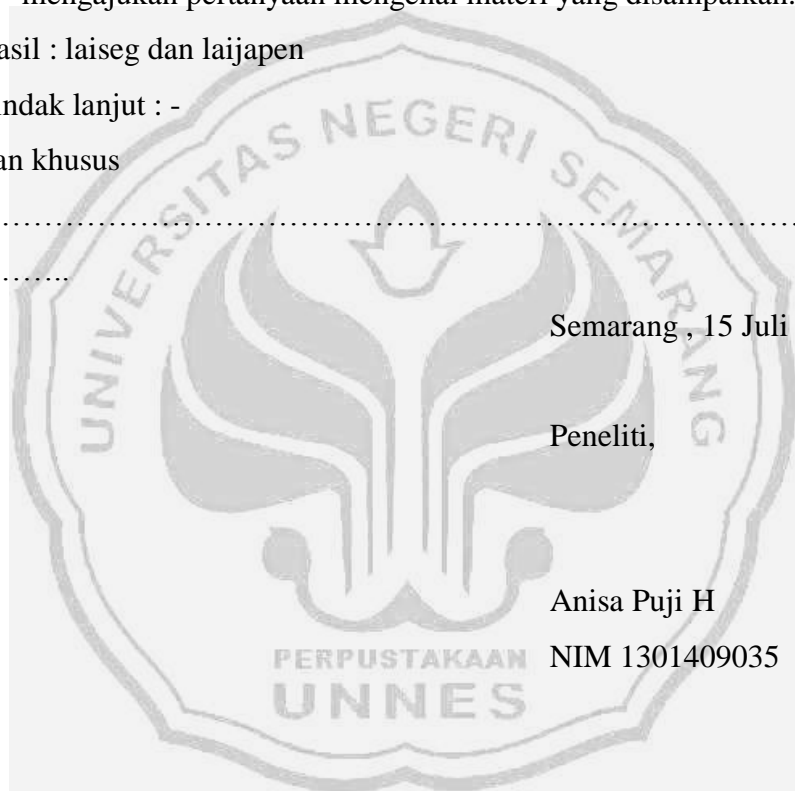 mengajukan pertanyaan mengenai materi yang disampaikan.
asil : laiseg dan laijapen
ndak lanjut : -
an khusus
……………………………………………………………………
……..
Semarang , 15 Juli
Peneliti,
Anisa Puji H
NIM 1301409035
UNIVERSITAS NEGERI SEMARANG
PERPUSTAKAAN
UNNES